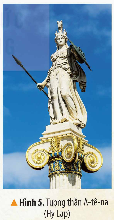 ▲ Hình 5. Tượng thần A-tê-na
(Hy Lạp)